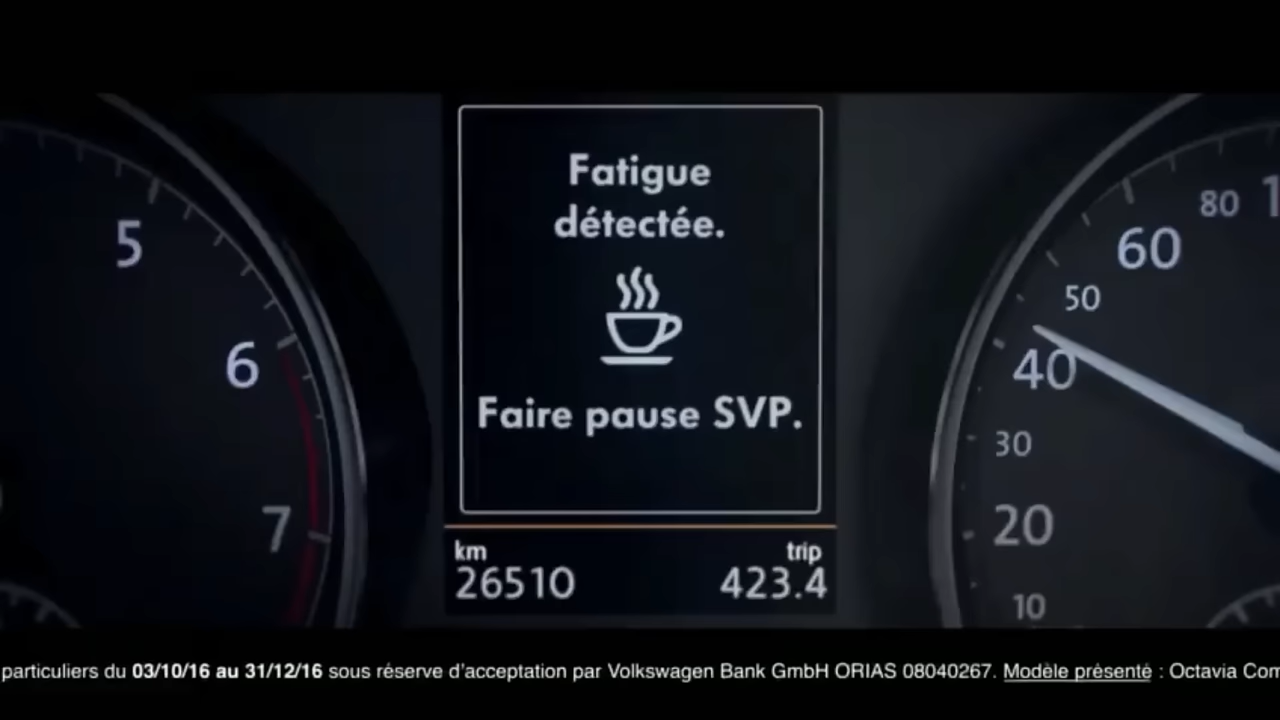 5
6
7
Fatigue
détectée.
Faire pause SVP.
km
26510
trip
423.4
80
60
50
40
30
20
10
particuliers du 03/10/16 au 31/12/16 sous réserve d'acceptation par Volkswagen Bank GmbH ORIAS 08040267. Modèle présenté : Octavia